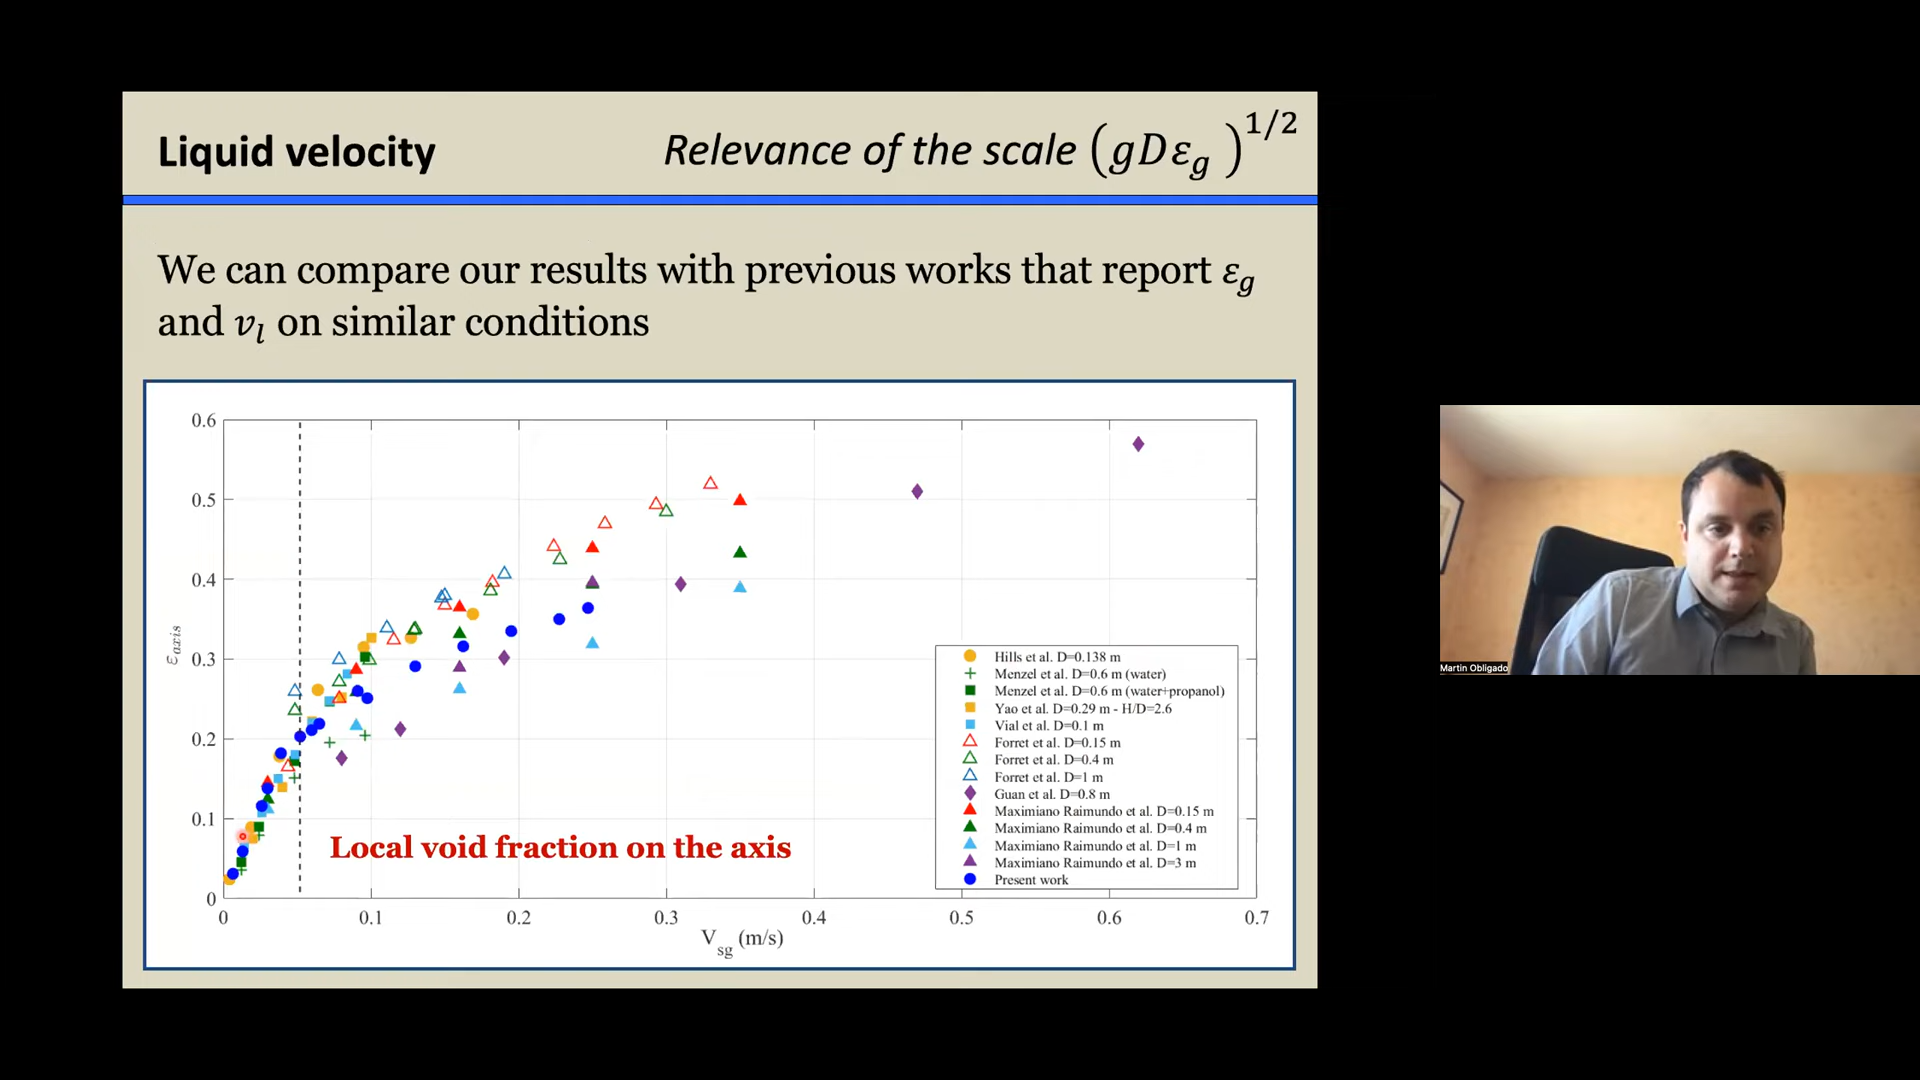 Liquid velocity
Relevance of the scale (gDε_g)^{1/2}
We can compare our results with previous works that report ε_g
and v_l on similar conditions
0.6
0.5
0.4
0.3
0.2
0.1
0
ε_axis
Local void fraction on the axis
Hills et al. D=0.138 m
Menzel et al. D=0.6 m (water)
Menzel et al. D=0.6 m (water+propanol)
Yao et al. D=0.29 m - H/D=2.6
Vial et al. D=0.1 m
Forret et al. D=0.15 m
Forret et al. D=0.4 m
Forret et al. D=1 m
Guan et al. D=0.8 m
Maximiano Raimundo et al. D=0.15 m
Maximiano Raimundo et al. D=0.4 m
Maximiano Raimundo et al. D=1 m
Maximiano Raimundo et al. D=3 m
Present work
0 0.1 0.2 0.3 0.4 0.5 0.6 0.7
V_sg (m/s)
Martin Obligado